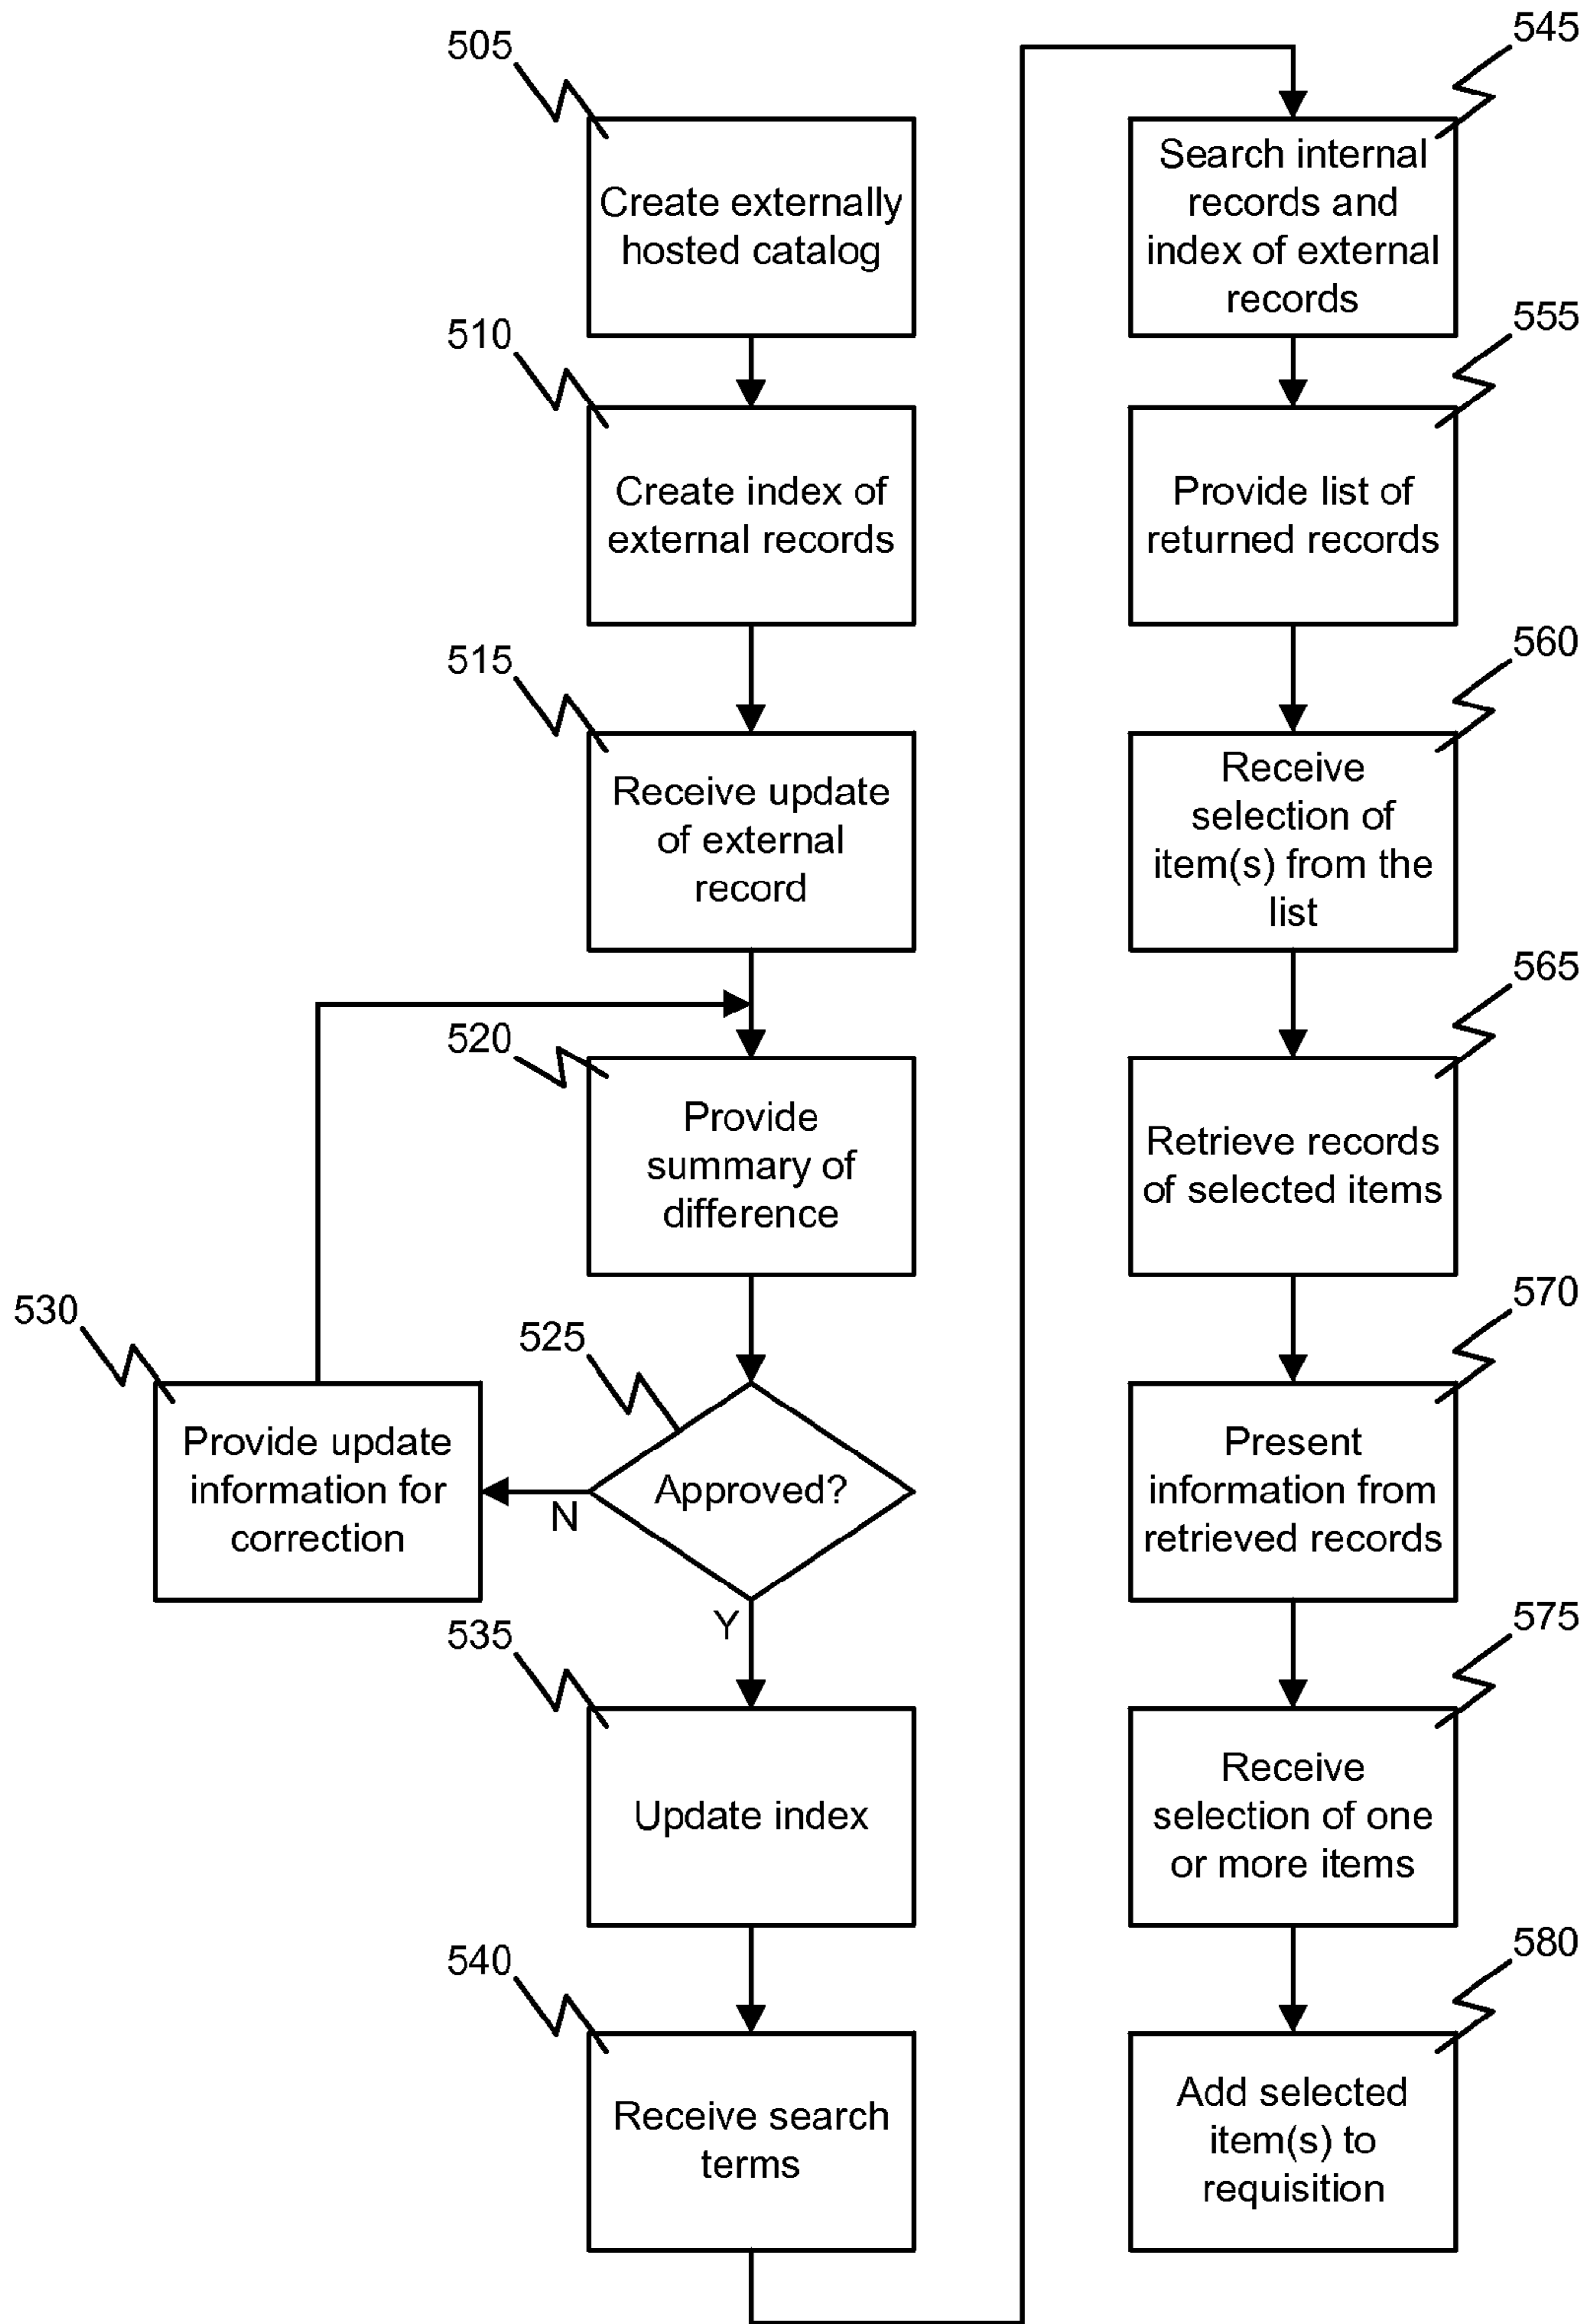 505
Create externally
hosted catalog
510
Create index of
external records
515
Receive update
of external
record
520
Provide
summary of
difference
525
Approved?
N
Y
530
Provide update
information for
correction
535
Update index
540
Receive search
terms
545
Search internal
records and
index of external
records
555
Provide list of
returned records
560
Receive
selection of
item(s) from the
list
565
Retrieve records
of selected items
570
Present
information from
retrieved records
575
Receive
selection of one
or more items
580
Add selected
item(s) to
requisition